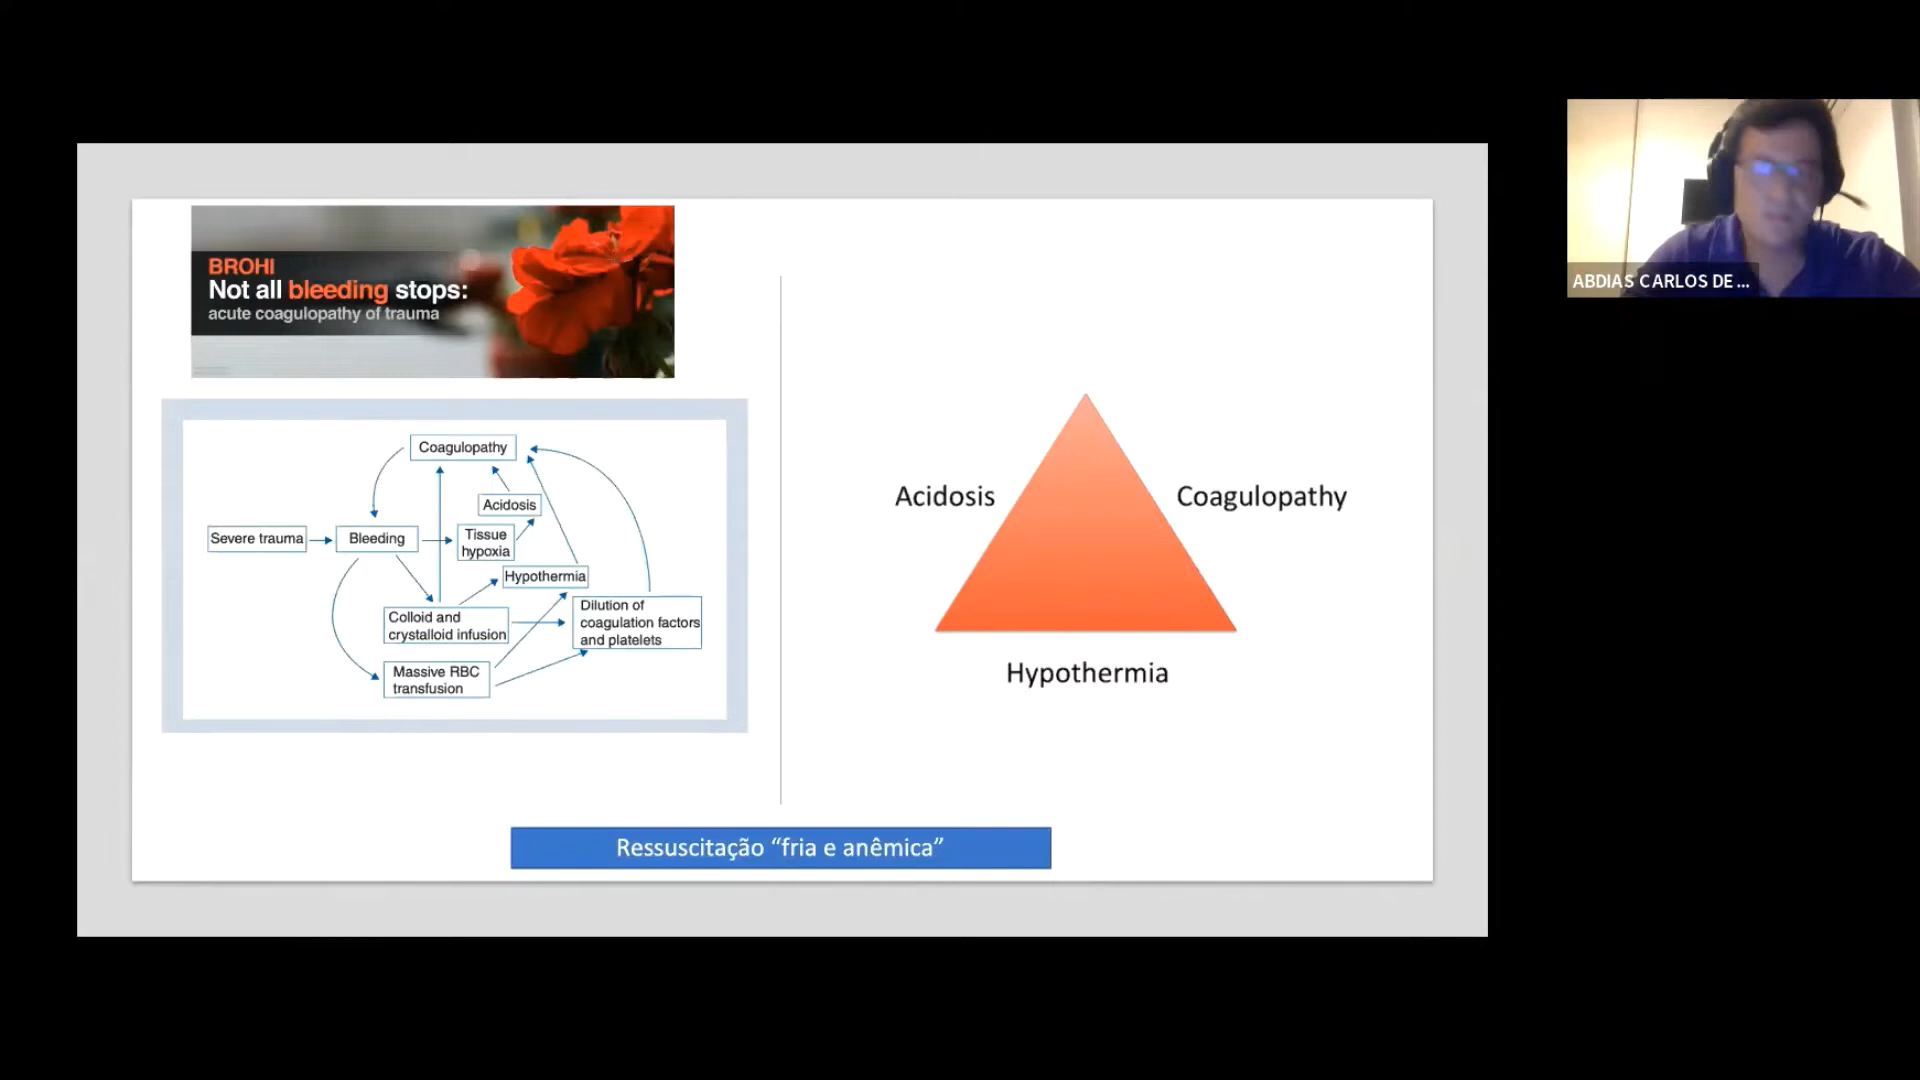 BROHI
Not all bleeding stops:
acute coagulopathy of trauma
Coagulopathy
Acidosis
Severe trauma
Bleeding
Tissue
hypoxia
Hypothermia
Colloid and
crystalloid infusion
Dilution of
coagulation factors
and platelets
Massive RBC
transfusion
Acidosis
Coagulopathy
Hypothermia
Ressuscitação “fria e anêmica”
ABDIAS CARLOS DE ...